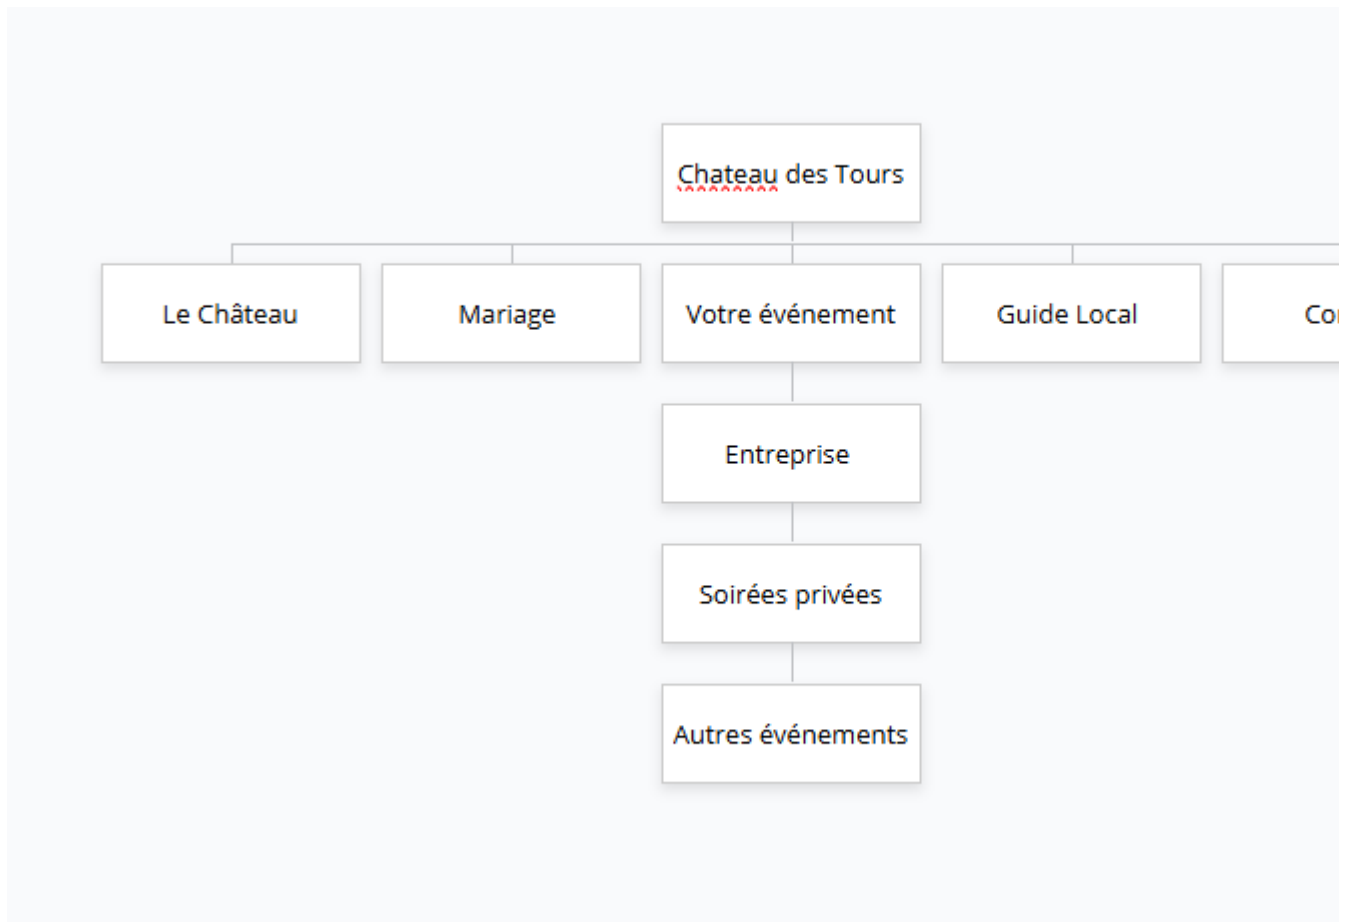 Chateau des Tours
Le Château
Mariage
Votre événement
Guide Local
Entreprise
Soirées privées
Autres événements